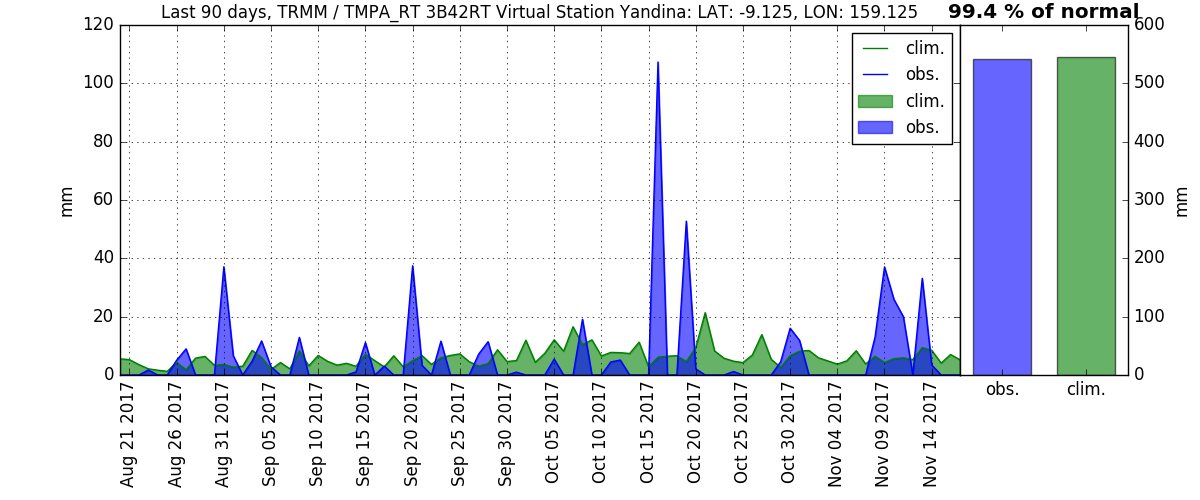 Last 90 days, TRMM / TMPA_RT 3B42RT Virtual Station Yandina: LAT: -9.125, LON: 159.125
99.4 % of normal
120
100
80
60
40
20
0
mm
clim.
obs.
clim.
obs.
600
500
400
300
200
100
0
mm
obs.
clim.
Aug 21 2017
Aug 26 2017
Aug 31 2017
Sep 05 2017
Sep 10 2017
Sep 15 2017
Sep 20 2017
Sep 25 2017
Sep 30 2017
Oct 05 2017
Oct 10 2017
Oct 15 2017
Oct 20 2017
Oct 25 2017
Oct 30 2017
Nov 04 2017
Nov 09 2017
Nov 14 2017